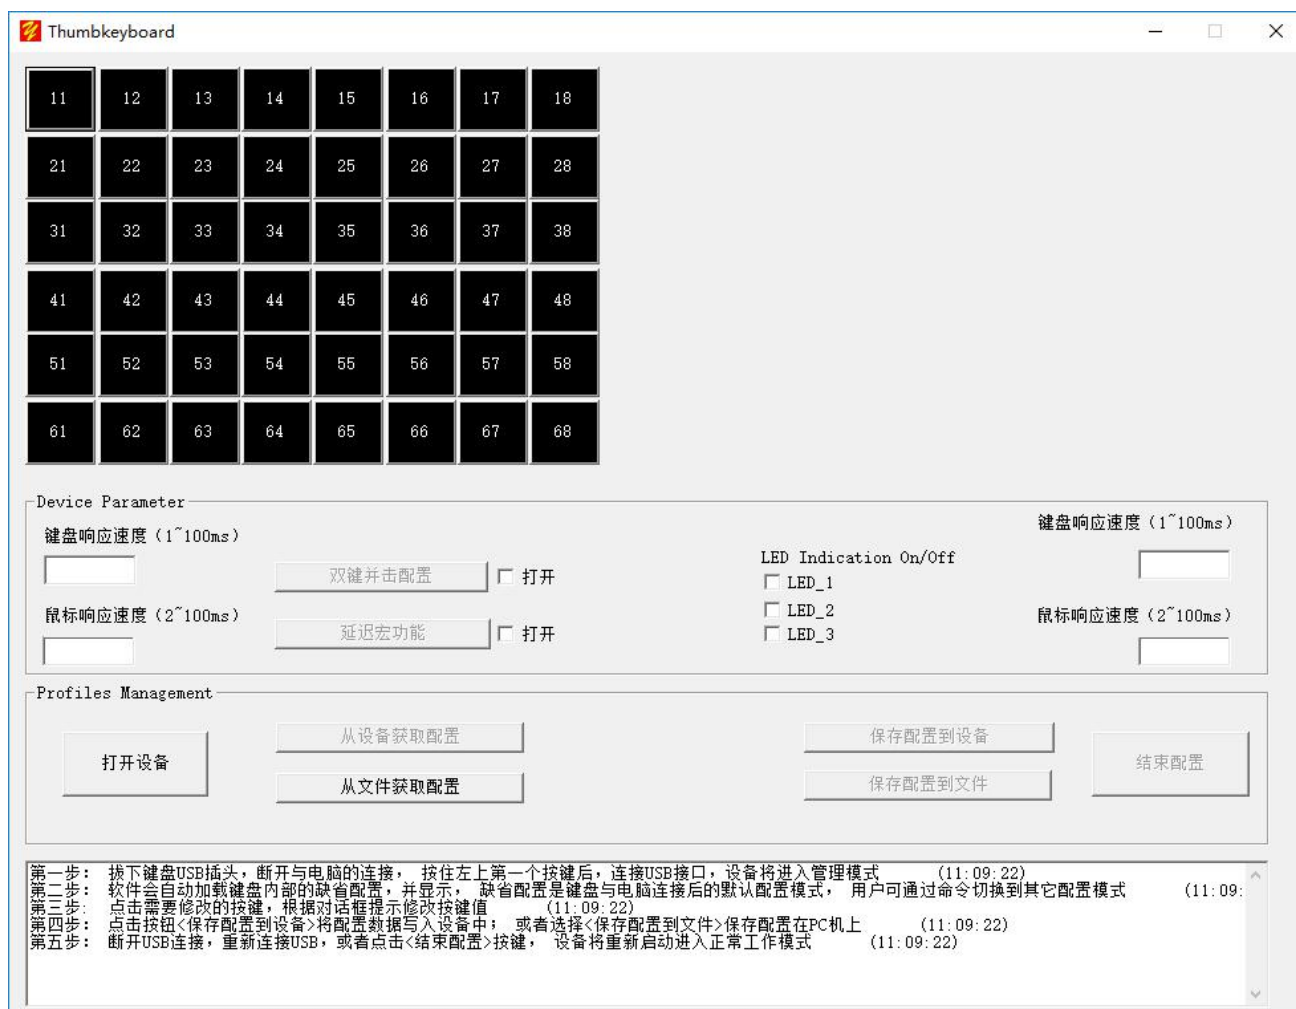 Thumbkeyboard
11 12 13 14 15 16 17 18
21 22 23 24 25 26 27 28
31 32 33 34 35 36 37 38
41 42 43 44 45 46 47 48
51 52 53 54 55 56 57 58
61 62 63 64 65 66 67 68
Device Parameter
键盘响应速度（1~100ms）
双键并击配置 打开
鼠标响应速度（2~100ms）
延迟宏功能 打开
LED Indication On/Off
LED_1
LED_2
LED_3
键盘响应速度（1~100ms）
鼠标响应速度（2~100ms）
Profiles Management
打开设备
从设备获取配置
从文件获取配置
保存配置到设备
保存配置到文件
结束配置
第一步： 拔下键盘USB插头，断开与电脑的连接， 按住左上第一个按键后，连接USB接口，设备将进入管理模式 (11:09:22)
第二步： 软件会自动加载键盘内部的缺省配置，并显示， 缺省配置是键盘与电脑连接后的默认配置模式， 用户可通过命令切换到其它配置模式 (11:09:
第三步: 点击需要修改的按键，根据对话框提示修改按键值 (11:09:22)
第四步： 点击按钮<保存配置到设备>将配置数据写入设备中； 或者选择<保存配置到文件>保存配置在PC机上 (11:09:22)
第五步： 断开USB连接，重新连接USB，或者点击<结束配置>按键， 设备将重新启动进入正常工作模式 (11:09:22)